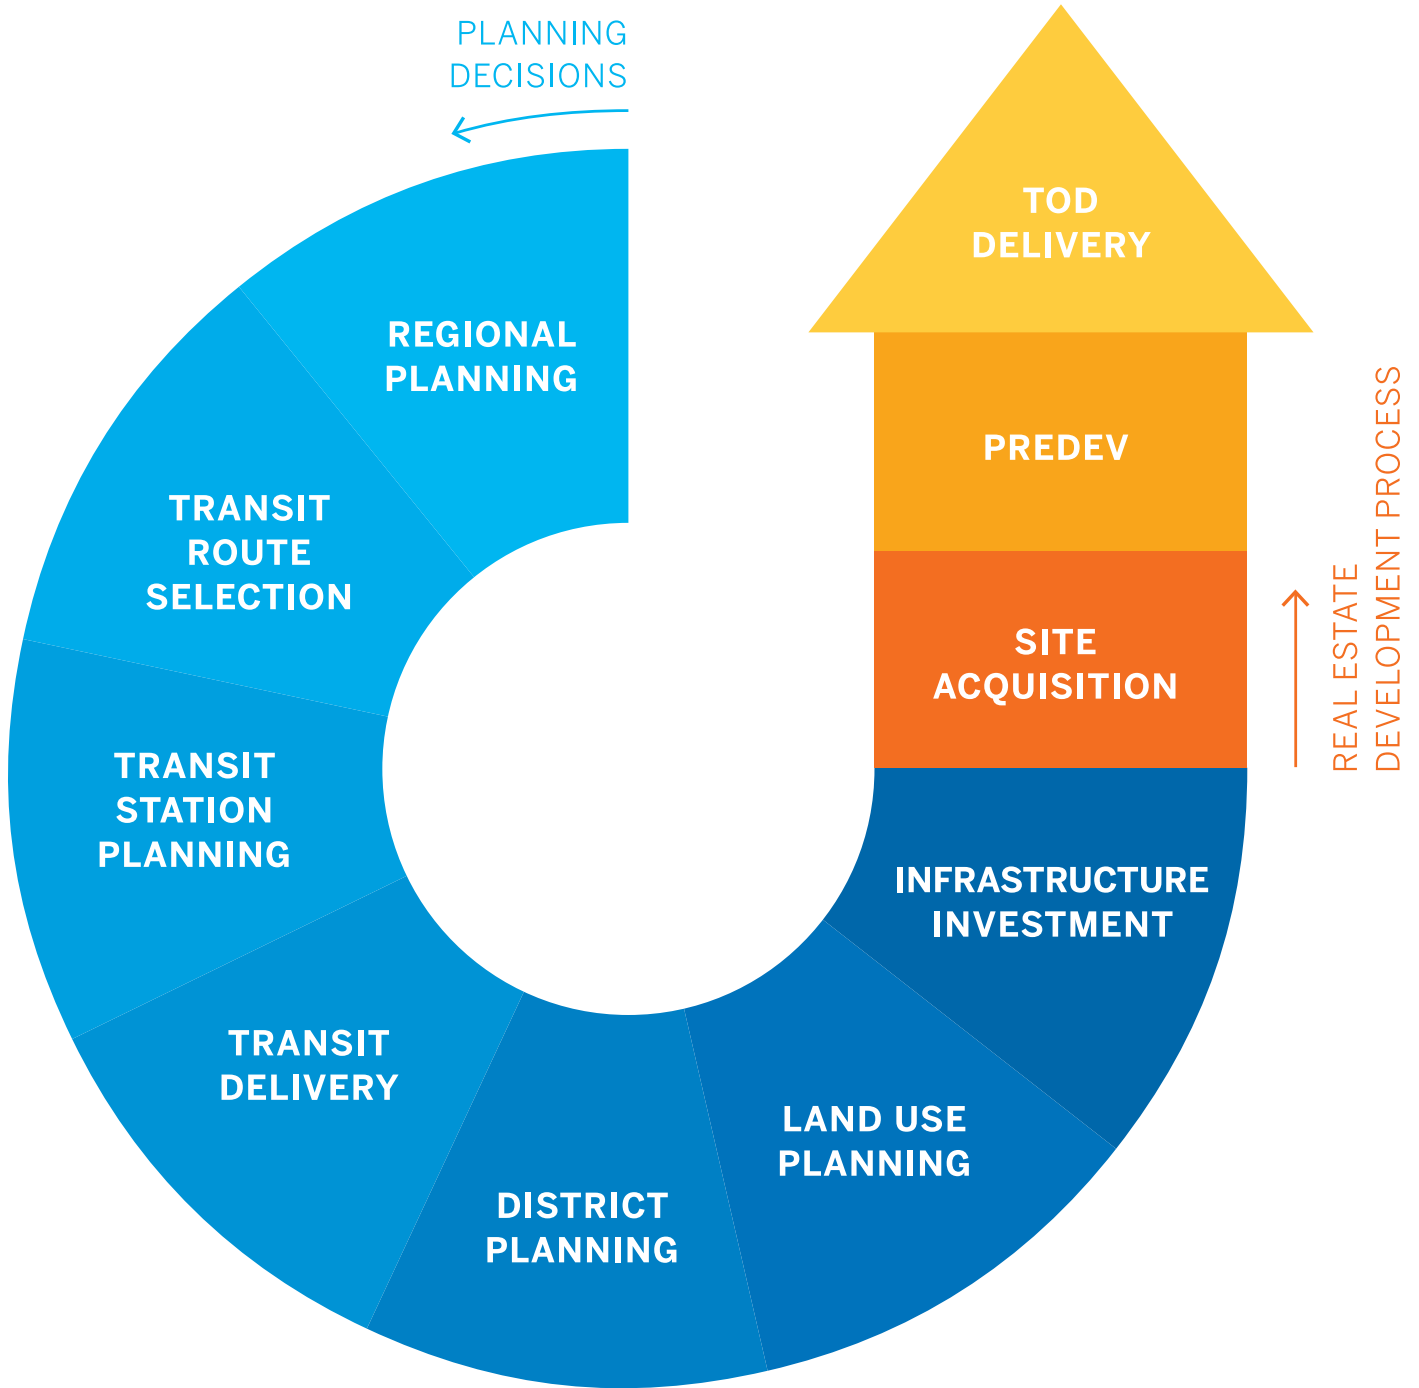 PLANNING
DECISIONS
REGIONAL
PLANNING
TRANSIT
ROUTE
SELECTION
TRANSIT
STATION
PLANNING
TRANSIT
DELIVERY
DISTRICT
PLANNING
LAND USE
PLANNING
INFRASTRUCTURE
INVESTMENT
SITE
ACQUISITION
PREDEV
TOD
DELIVERY
REAL ESTATE
DEVELOPMENT PROCESS